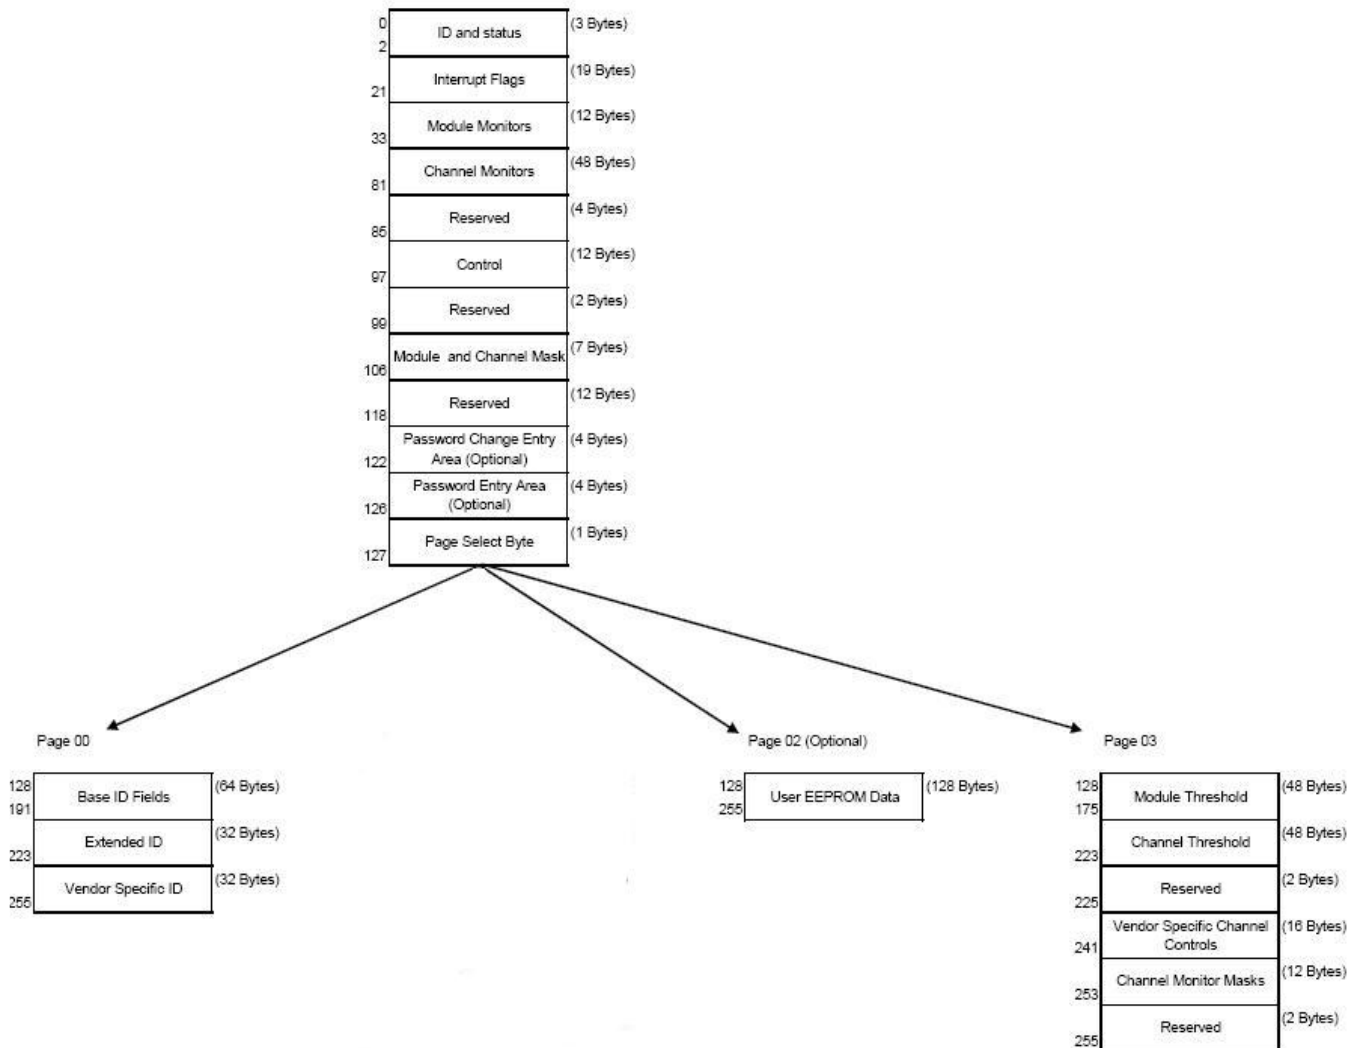 0
ID and status
(3 Bytes)
2
Interrupt Flags
(19 Bytes)
21
Module Monitors
(12 Bytes)
33
Channel Monitors
(48 Bytes)
81
Reserved
(4 Bytes)
85
Control
(12 Bytes)
97
Reserved
(2 Bytes)
99
Module and Channel Mask
(7 Bytes)
106
Reserved
(12 Bytes)
118
Password Change Entry
Area (Optional)
(4 Bytes)
122
Password Entry Area
(Optional)
(4 Bytes)
126
Page Select Byte
(1 Bytes)
127
Page 00
128
Base ID Fields
(64 Bytes)
191
Extended ID
(32 Bytes)
223
Vendor Specific ID
(32 Bytes)
255
Page 02 (Optional)
128
User EEPROM Data
(128 Bytes)
255
Page 03
128
Module Threshold
(48 Bytes)
175
Channel Threshold
(48 Bytes)
223
Reserved
(2 Bytes)
225
Vendor Specific Channel
Controls
(16 Bytes)
241
Channel Monitor Masks
(12 Bytes)
253
Reserved
(2 Bytes)
255